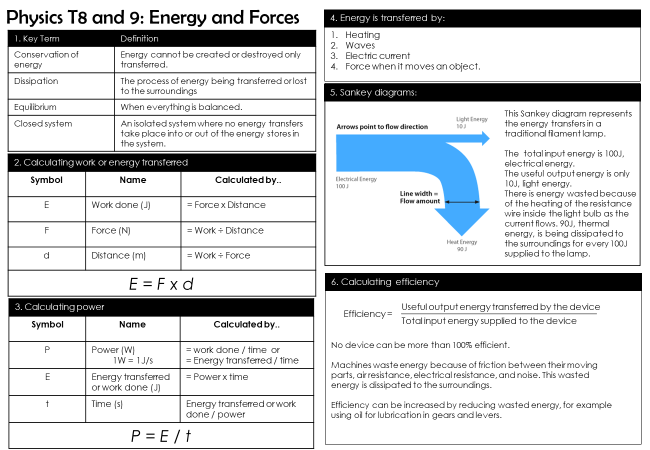 Physics T8 and 9: Energy and Forces
1. Key Term Definition
Conservation of energy
Energy cannot be created or destroyed only transferred.
Dissipation
The process of energy being transferred or lost to the surroundings
Equilibrium
When everything is balanced.
Closed system
An isolated system where no energy transfers take place into or out of the energy stores in the system.
2. Calculating work or energy transferred
Symbol Name Calculated by..
E Work done (J) = Force x Distance
F Force (N) = Work ÷ Distance
d Distance (m) = Work ÷ Force
E = F x d
3. Calculating power
Symbol Name Calculated by..
P Power (W) = work done / time or
1W = 1J/s = Energy transferred / time
E Energy transferred = Power x time
or work done (J)
t Time (s) Energy transferred or work
done / power
P = E / t
4. Energy is transferred by:
1. Heating
2. Waves
3. Electric current
4. Force when it moves an object.
5. Sankey diagrams:
Arrows point to flow direction
Light Energy
10 J
Electrical Energy
100 J
Line width =
Flow amount
Heat Energy
90 J
This Sankey diagram represents
the energy transfers in a
traditional filament lamp.
The total input energy is 100J,
electrical energy.
The useful output energy is only
10J, light energy.
There is energy wasted because
of the heating of the resistance
wire inside the light bulb as the
current flows. 90J, thermal
energy, is being dissipated to
the surroundings for every 100J
supplied to the lamp.
6. Calculating efficiency
Efficiency = Useful output energy transferred by the device
Total input energy supplied to the device
No device can be more than 100% efficient.
Machines waste energy because of friction between their moving
parts, air resistance, electrical resistance, and noise. This wasted
energy is dissipated to the surroundings.
Efficiency can be increased by reducing wasted energy, for example
using oil for lubrication in gears and levers.